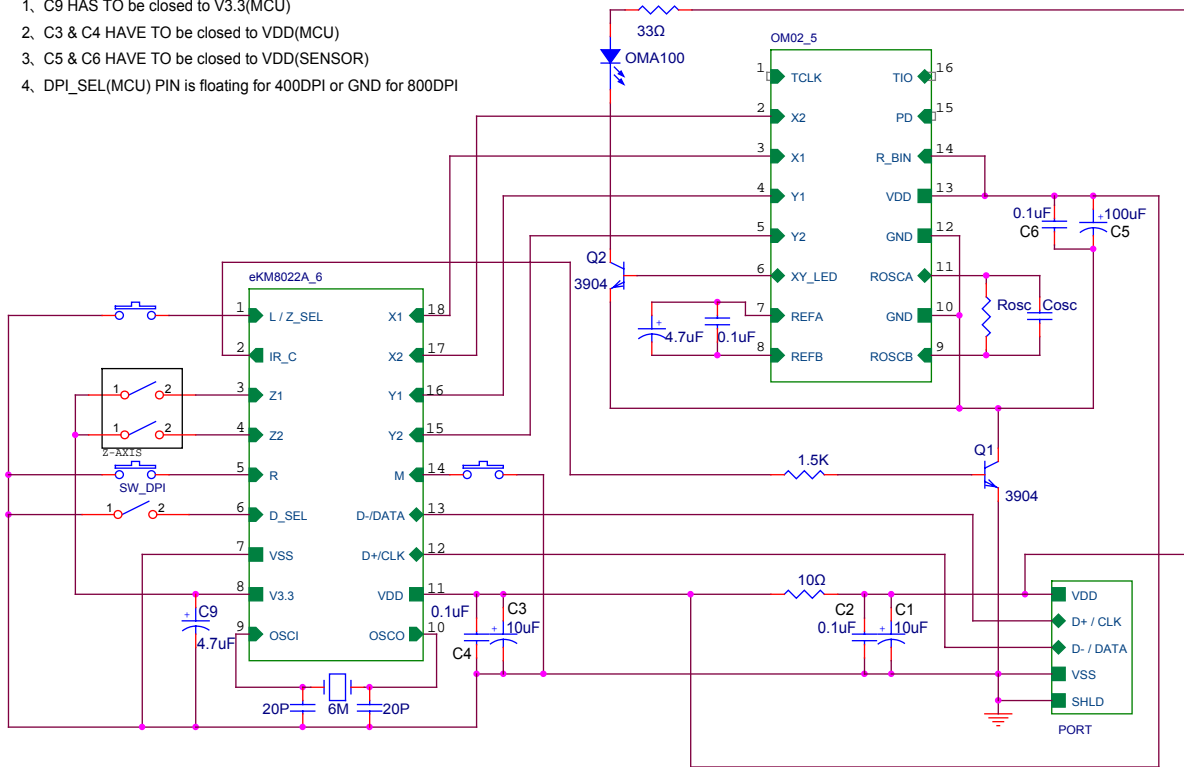 1、C9 HAS TO be closed to V3.3(MCU)
2、C3 & C4 HAVE TO be closed to VDD(MCU)
3、C5 & C6 HAVE TO be closed to VDD(SENSOR)
4、DPI_SEL(MCU) PIN is floating for 400DPI or GND for 800DPI
33Ω
OMA100
OM02_5
1 TCLK TIO 16
2 X2 PD 15
3 X1 R_BIN 14
4 Y1 VDD 13
5 Y2 GND 12
6 XY_LED ROSCA 11
7 REFA GND 10
8 REFB ROSCB 9
0.1uF
C6
+ 100uF
C5
Rosc Cosc
Q2
3904
+ 4.7uF 0.1uF
eKM8022A_6
1 L / Z_SEL X1 18
2 IR_C X2 17
3 Z1 Y1 16
4 Z2 Y2 15
5 R M 14
6 D_SEL D-/DATA 13
7 VSS D+/CLK 12
8 V3.3 VDD 11
9 OSCI OSCO 10
1 2
1 2
Z-AXIS
SW_DPI
1 2
Q1
3904
1.5K
10Ω
+ C9
4.7uF
0.1uF
C4
C3
+ 10uF
C2
0.1uF
C1
+ 10uF
20P 6M 20P
VDD
D+ / CLK
D- / DATA
VSS
SHLD
PORT